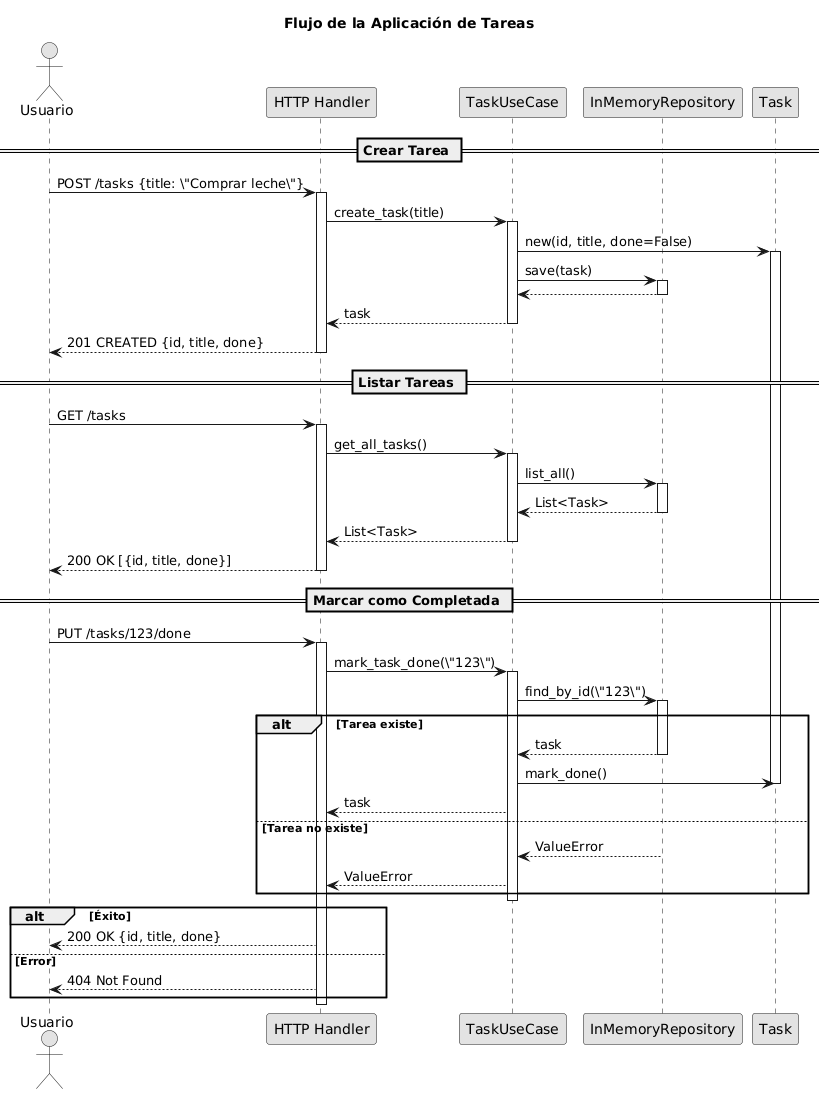 Flujo de la Aplicación de Tareas
Usuario
HTTP Handler
TaskUseCase
InMemoryRepository
Task
Crear Tarea
POST /tasks {title: \"Comprar leche\"}
create_task(title)
new(id, title, done=False)
save(task)
task
201 CREATED {id, title, done}
Listar Tareas
GET /tasks
get_all_tasks()
list_all()
List<Task>
List<Task>
200 OK [{id, title, done}]
Marcar como Completada
PUT /tasks/123/done
mark_task_done(\"123\")
find_by_id(\"123\")
alt
[Tarea existe]
task
mark_done()
task
[Tarea no existe]
ValueError
ValueError
alt
[Éxito]
200 OK {id, title, done}
[Error]
404 Not Found
Usuario
HTTP Handler
TaskUseCase
InMemoryRepository
Task